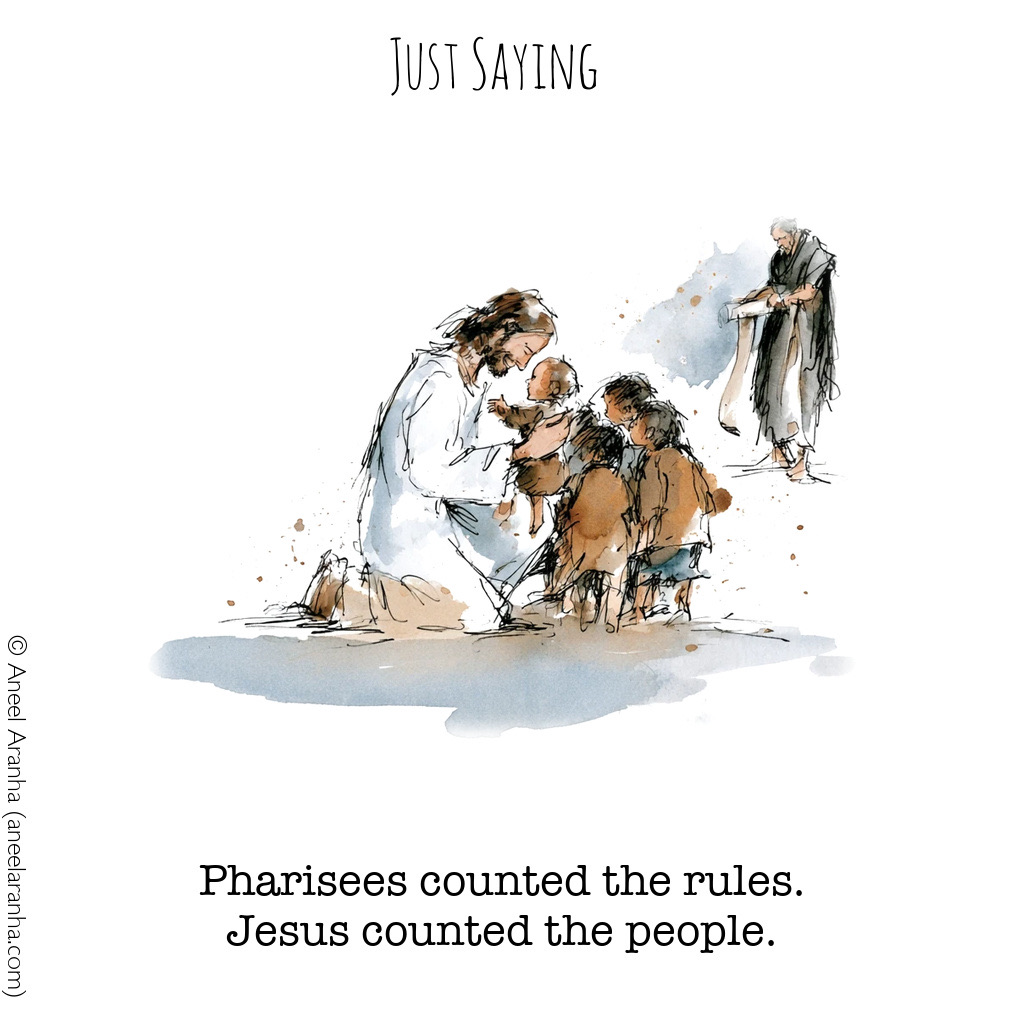 Just Saying
Pharisees counted the rules.
Jesus counted the people.
© Aneel Aranha (aneelaranha.com)